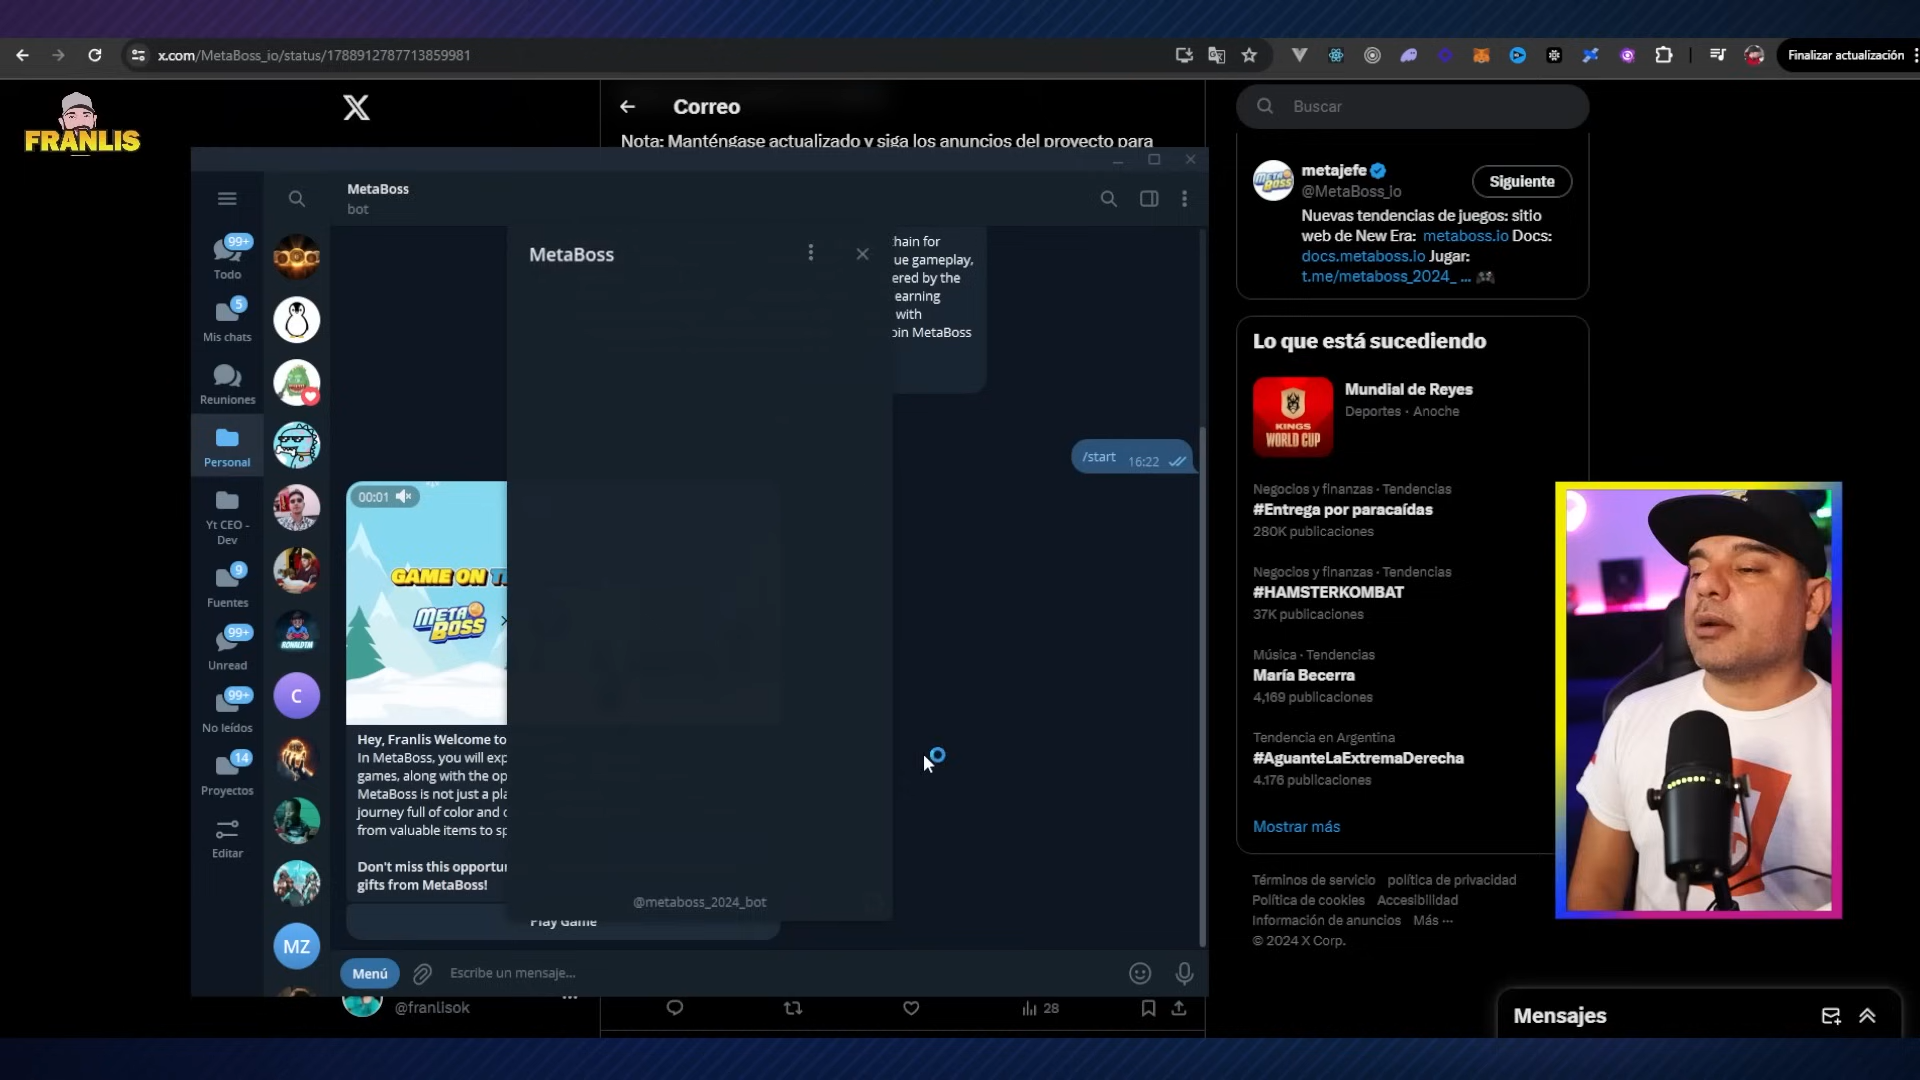 x.com/MetaBoss_io/status/1788912787713859981
Finalizar actualización
FRANLIS
Correo
Nota: Manténgase actualizado y siga los anuncios del proyecto para
Buscar
metajefe
@MetaBoss_io
Siguiente
Nuevas tendencias de juegos: sitio
web de New Era: metaboss.io Docs:
docs.metaboss.io Jugar:
t.me/metaboss_2024_ ...
Lo que está sucediendo
Mundial de Reyes
Deportes · Anoche
KINGS
WORLD CUP
Negocios y finanzas · Tendencias
#Entrega por paracaídas
280K publicaciones
Negocios y finanzas · Tendencias
#HAMSTERKOMBAT
37K publicaciones
Música · Tendencias
María Becerra
4,169 publicaciones
Tendencia en Argentina
#AguanteLaExtremaDerecha
4.176 publicaciones
Mostrar más
Términos de servicio política de privacidad
Política de cookies Accesibilidad
Información de anuncios Más ···
© 2024 X Corp.
Mensajes
MetaBoss
bot
99+
Todo
5
Mis chats
Reuniones
Personal
Yt CEO -
Dev
9
Fuentes
99+
Unread
99+
No leídos
14
Proyectos
Editar
RONALDTM
C
MZ
MetaBoss
hain for
ue gameplay,
ered by the
earning
with
oin MetaBoss
/start 16:22
00:01
GAME ON T
META
BOSS
Hey, Franlis Welcome to
In MetaBoss, you will exp
games, along with the op
MetaBoss is not just a pla
journey full of color and
from valuable items to sp
Don't miss this opportu
gifts from MetaBoss!
@metaboss_2024_bot
Play Game
Menú
Escribe un mensaje...
@franlisok
28